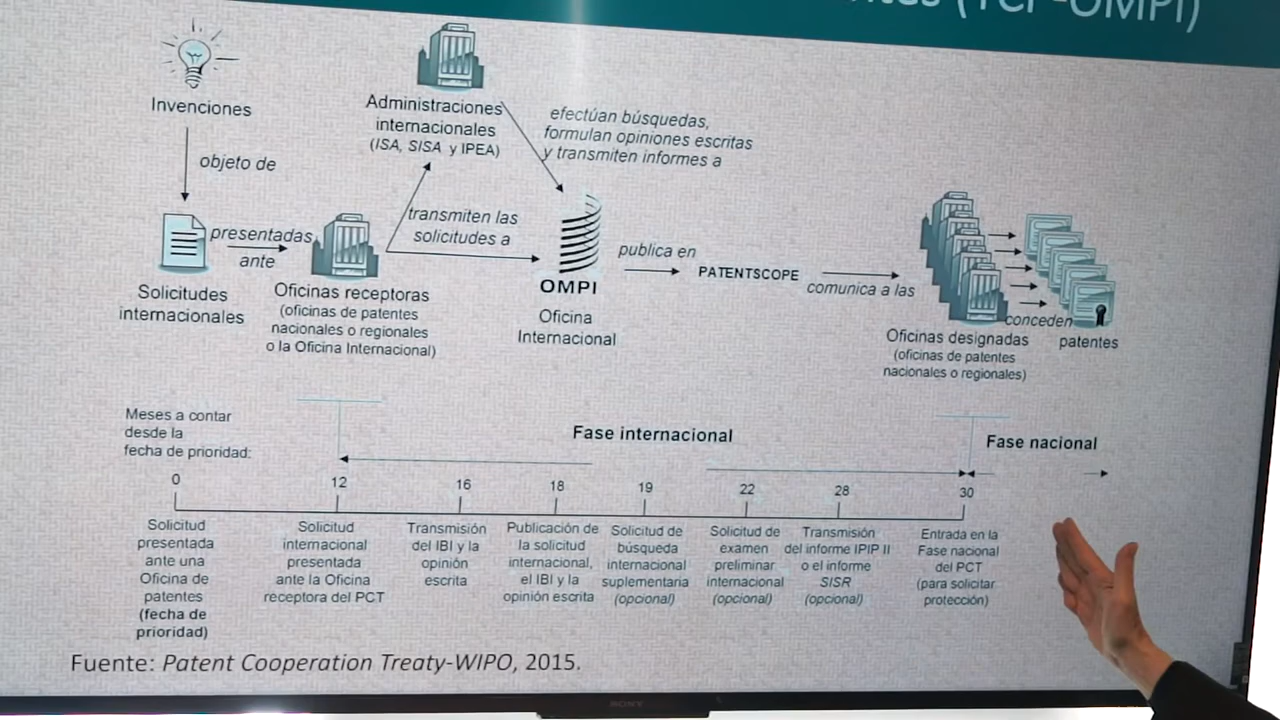 (TCP-OMPI)
Invenciones
objeto de
Administraciones
internacionales
(ISA, SISA y IPEA)
efectúan búsquedas,
formulan opiniones escritas
y transmiten informes a
presentadas
ante
transmiten las
solicitudes a
publica en
PATENTSCOPE
comunica a las
conceden
patentes
Solicitudes
internacionales
Oficinas receptoras
(oficinas de patentes
nacionales o regionales
o la Oficina Internacional)
OMPI
Oficina
Internacional
Oficinas designadas
(oficinas de patentes
nacionales o regionales)
Meses a contar
desde la
fecha de prioridad:
Fase internacional
Fase nacional
0
12
16
18
19
22
28
30
Solicitud
presentada
ante una
Oficina de
patentes
(fecha de
prioridad)
Solicitud
internacional
presentada
ante la Oficina
receptora del PCT
Transmisión
del IBI y la
opinión
escrita
Publicación de
la solicitud
internacional,
el IBI y la
opinión escrita
Solicitud de
búsqueda
internacional
suplementaria
(opcional)
Solicitud de
examen
preliminar
internacional
(opcional)
Transmisión
del informe IPIP II
o el informe
SISR
(opcional)
Entrada en la
Fase nacional
del PCT
(para solicitar
protección)
Fuente: Patent Cooperation Treaty-WIPO, 2015.
SONY